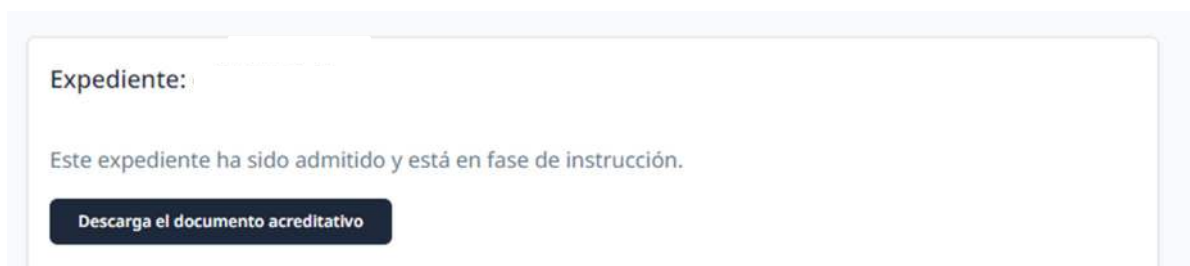 Expediente:
Este expediente ha sido admitido y está en fase de instrucción.
Descarga el documento acreditativo